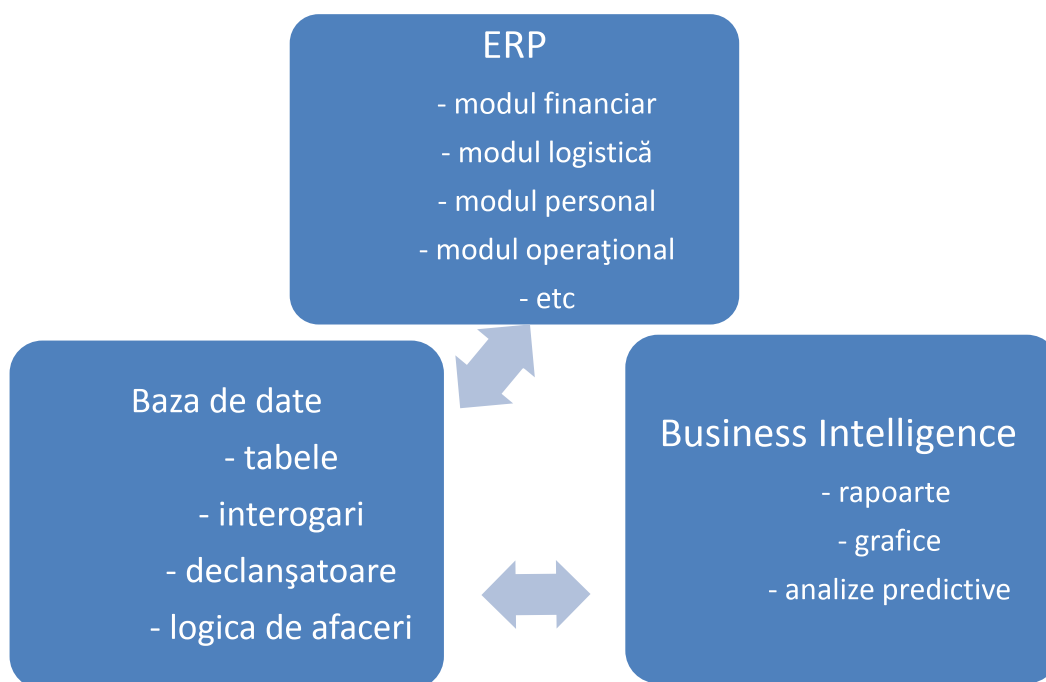 ERP
- modul financiar
- modul logistică
- modul personal
- modul operaţional
- etc
Baza de date
- tabele
- interogari
- declanşatoare
- logica de afaceri
Business Intelligence
- rapoarte
- grafice
- analize predictive